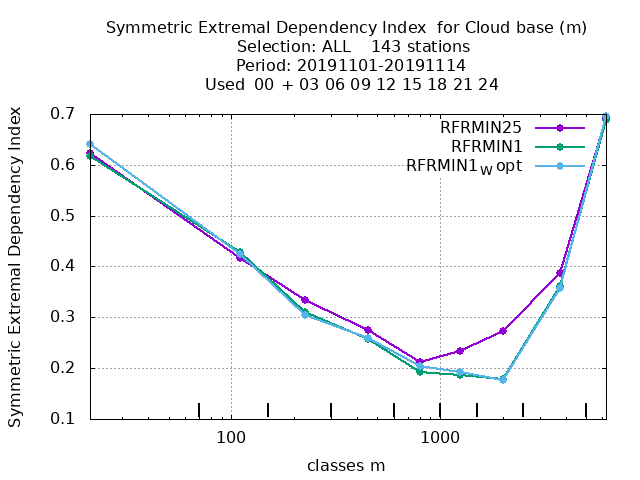 Symmetric Extremal Dependency Index for Cloud base (m)
Selection: ALL 143 stations
Period: 20191101-20191114
Used 00 + 03 06 09 12 15 18 21 24
Symmetric Extremal Dependency Index
0.7
0.6
0.5
0.4
0.3
0.2
0.1
RFRMIN25
RFRMIN1
RFRMIN1W opt
100
1000
classes m